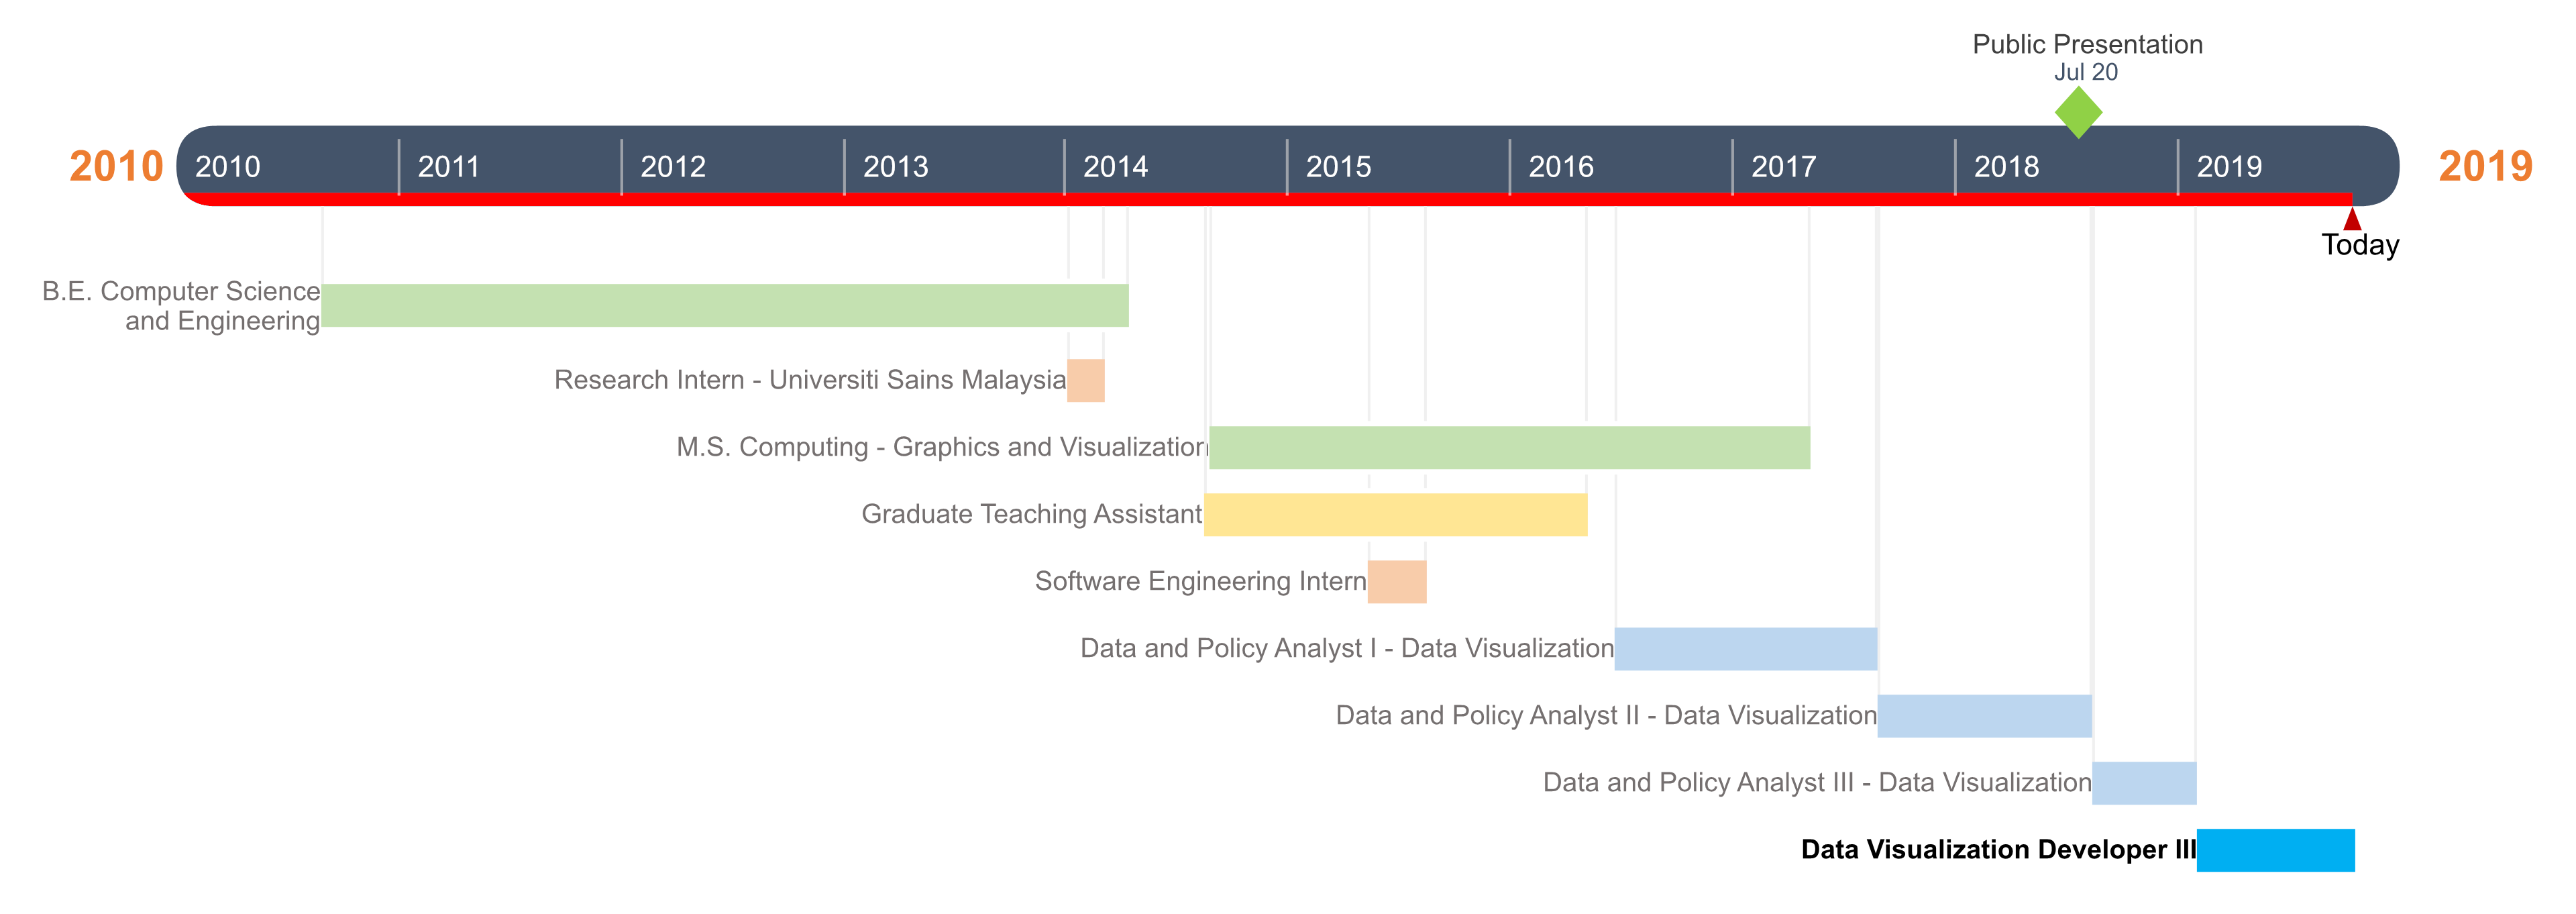 Public Presentation
Jul 20
2010 2010 2011 2012 2013 2014 2015 2016 2017 2018 2019 2019
Today
B.E. Computer Science
and Engineering
Research Intern - Universiti Sains Malaysia
M.S. Computing - Graphics and Visualization
Graduate Teaching Assistant
Software Engineering Intern
Data and Policy Analyst I - Data Visualization
Data and Policy Analyst II - Data Visualization
Data and Policy Analyst III - Data Visualization
Data Visualization Developer III